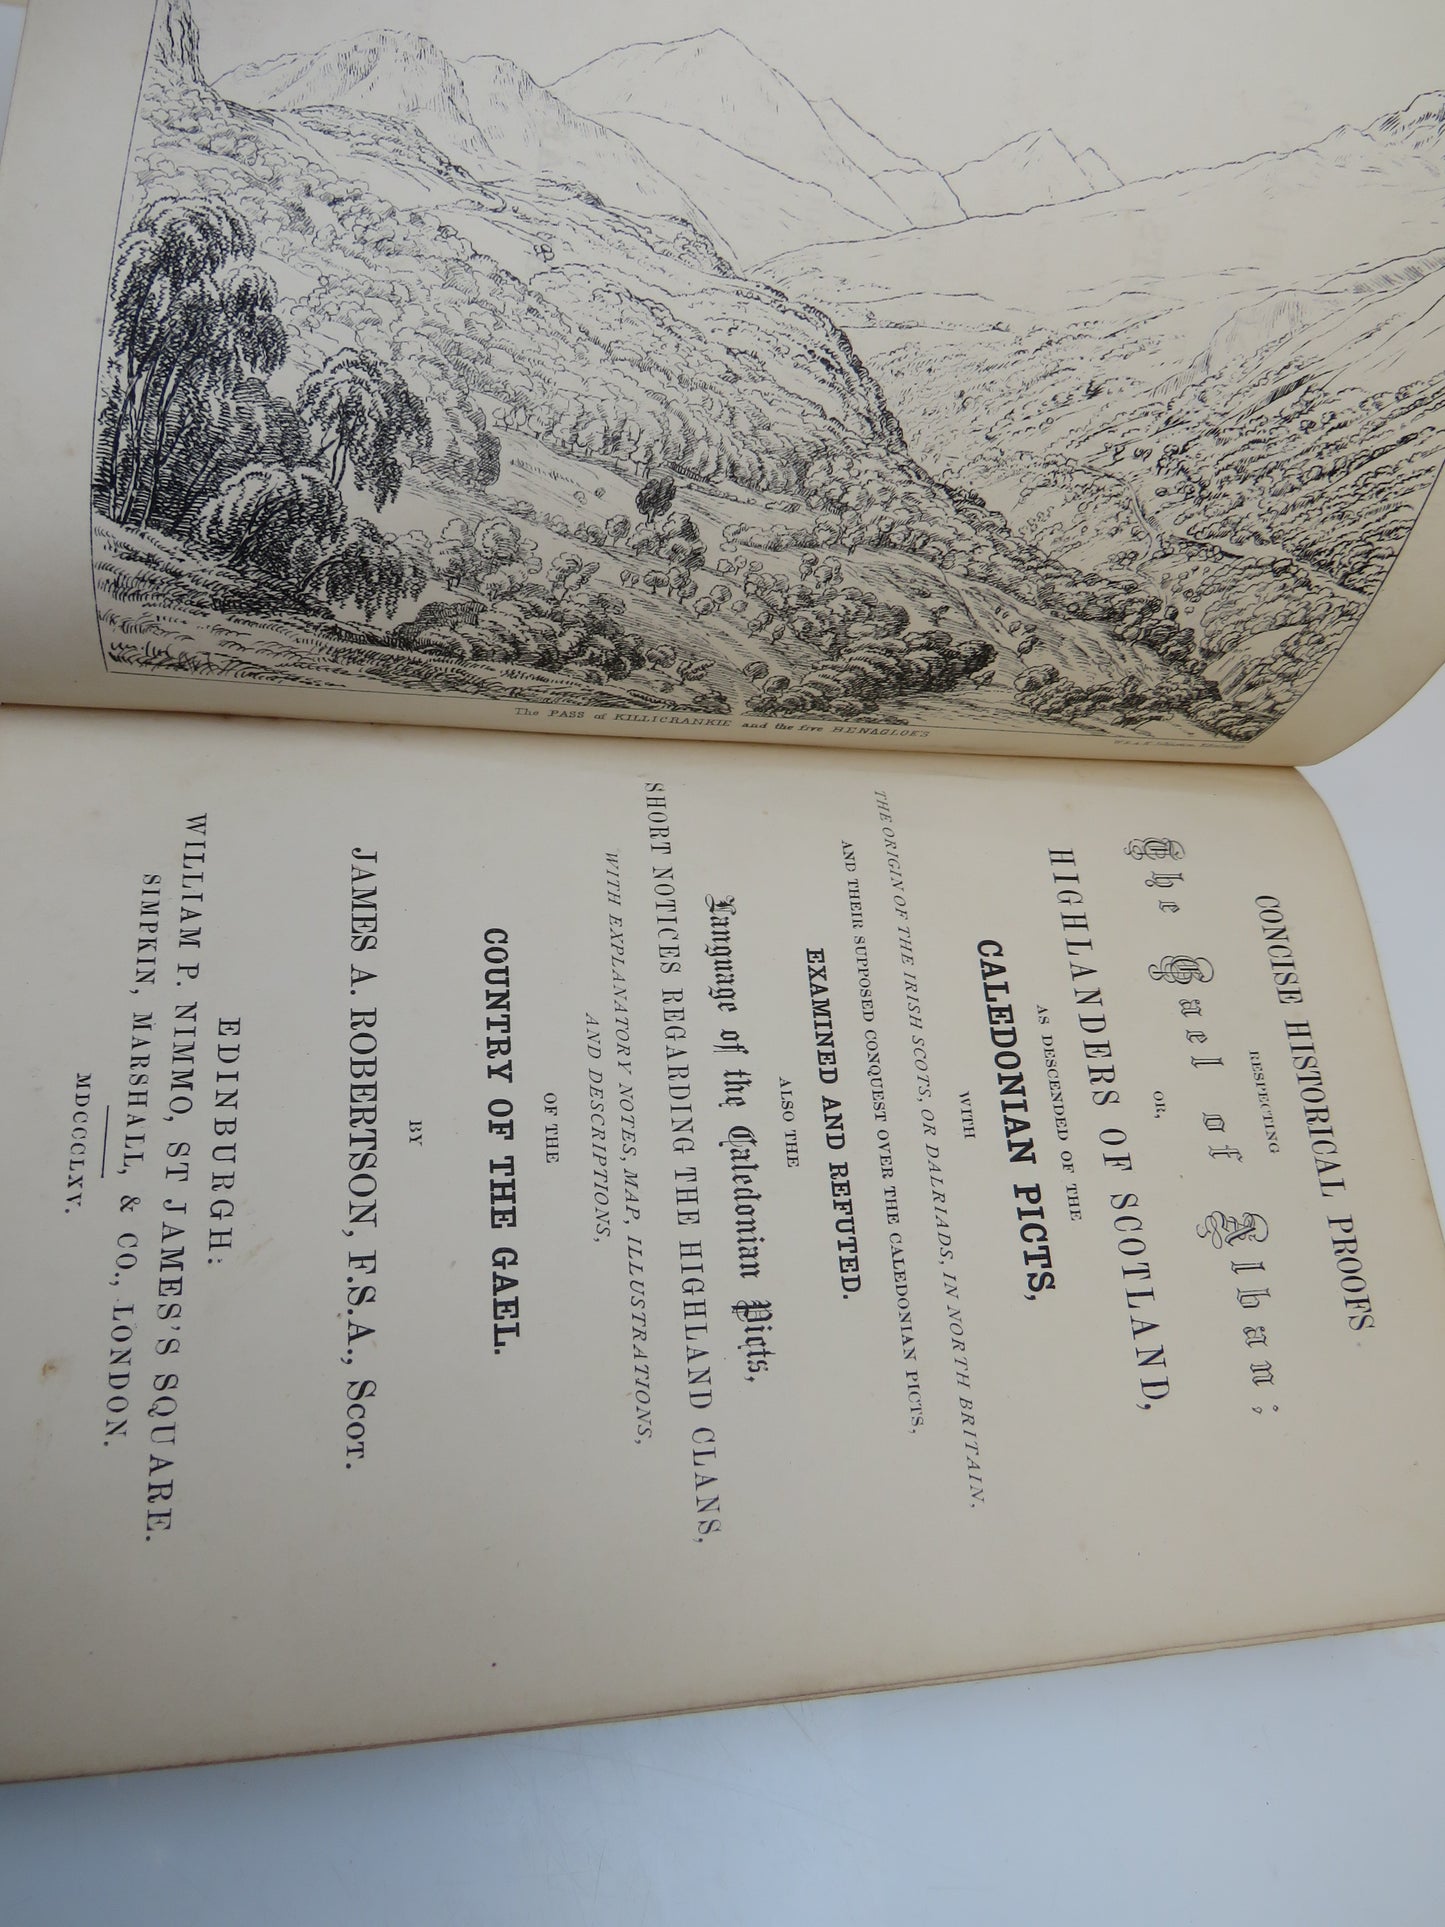 The PASS of KILLICRANKIE and the five BENAGLOES
CONCISE HISTORICAL PROOFS
RESPECTING
The Gael of Alban;
OR,
HIGHLANDERS OF SCOTLAND,
AS DESCENDED OF THE
CALEDONIAN PICTS,
WITH
THE ORIGIN OF THE IRISH SCOTS, OR DALRIADS, IN NORTH BRITAIN,
AND THEIR SUPPOSED CONQUEST OVER THE CALEDONIAN PICTS,
EXAMINED AND REFUTED.
ALSO THE
Language of the Caledonian Picts,
SHORT NOTICES REGARDING THE HIGHLAND CLANS,
WITH EXPLANATORY NOTES, MAP, ILLUSTRATIONS,
AND DESCRIPTIONS,
OF THE
COUNTRY OF THE GAEL.
BY
JAMES A. ROBERTSON, F.S.A., SCOT.
EDINBURGH:
WILLIAM P. NIMMO, ST JAMES'S SQUARE.
SIMPKIN, MARSHALL, & CO., LONDON.
MDCCCLXV.